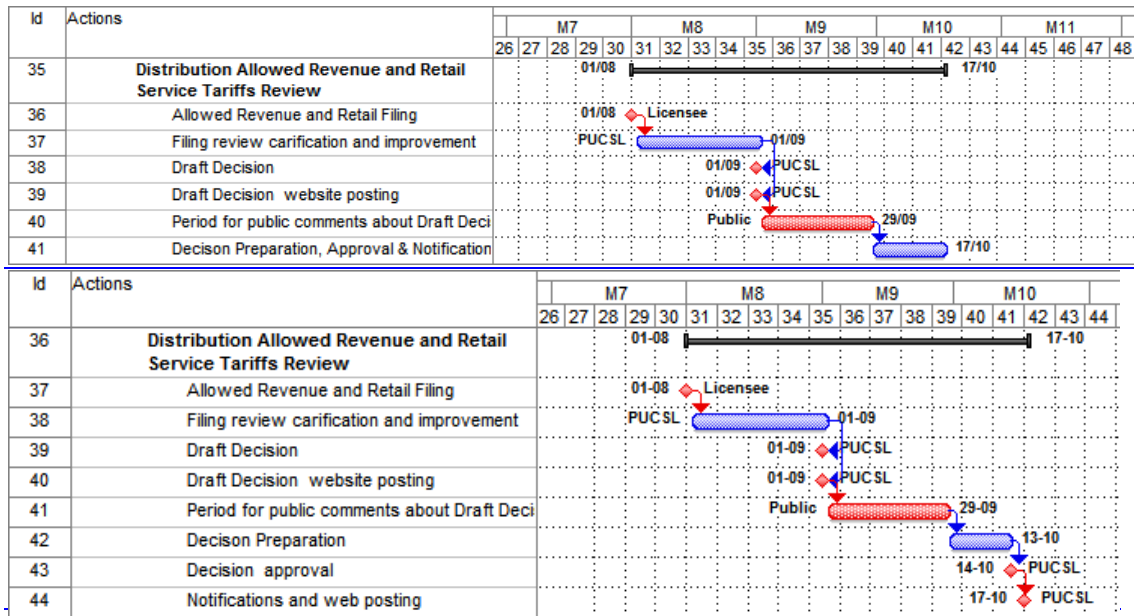 Id Actions M7 M8 M9 M10 M11
26 27 28 29 30 31 32 33 34 35 36 37 38 39 40 41 42 43 44 45 46 47 48
35 Distribution Allowed Revenue and Retail 01/08 17/10
Service Tariffs Review
36 Allowed Revenue and Retail Filing 01/08 Licensee
37 Filing review carification and improvement PUCSL 01/09
38 Draft Decision 01/09 PUCSL
39 Draft Decision website posting 01/09 PUCSL
40 Period for public comments about Draft Deci Public 29/09
41 Decison Preparation, Approval & Notification 17/10
Id Actions M7 M8 M9 M10
26 27 28 29 30 31 32 33 34 35 36 37 38 39 40 41 42 43 44
36 Distribution Allowed Revenue and Retail 01-08 17-10
Service Tariffs Review
37 Allowed Revenue and Retail Filing 01-08 Licensee
38 Filing review carification and improvement PUCSL 01-09
39 Draft Decision 01-09 PUCSL
40 Draft Decision website posting 01-09 PUCSL
41 Period for public comments about Draft Deci Public 29-09
42 Decison Preparation 13-10
43 Decision approval 14-10 PUCSL
44 Notifications and web posting 17-10 PUCSL